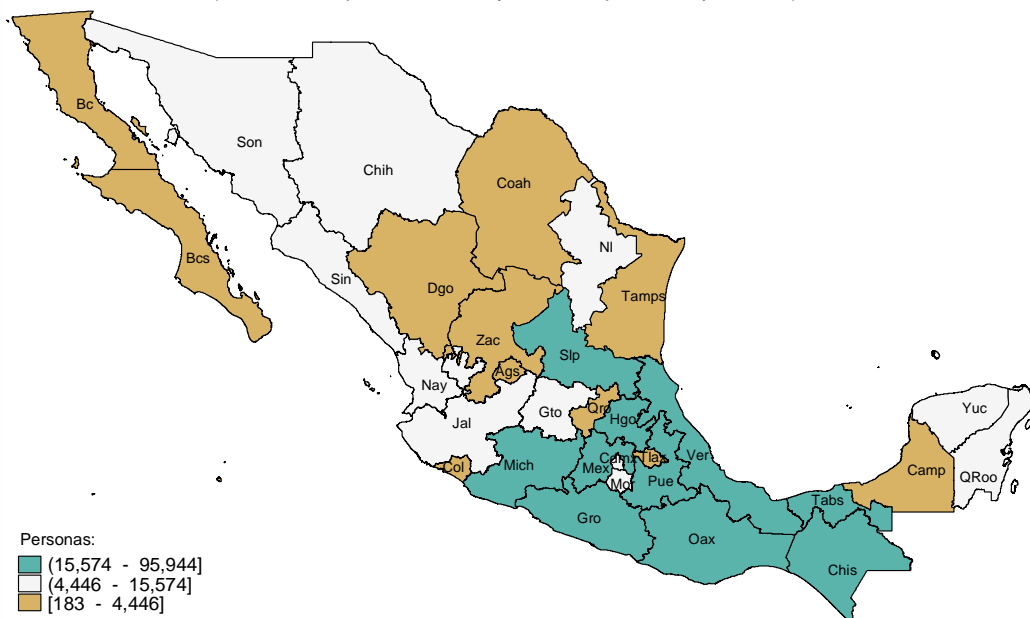 Bc
Son
Chih
Coah
Bcs
Sin
Nl
Dgo
Tamps
Zac
Slp
Ags
Nay
Gto
Qro
Yuc
Jal
Hgo
Col
Mich
Mex
Cdmx
Tlax
Ver
Camp
QRoo
Mo
Pue
Tabs
Gro
Oax
Chis
Personas:
(15,574 - 95,944]
(4,446 - 15,574]
[183 - 4,446]